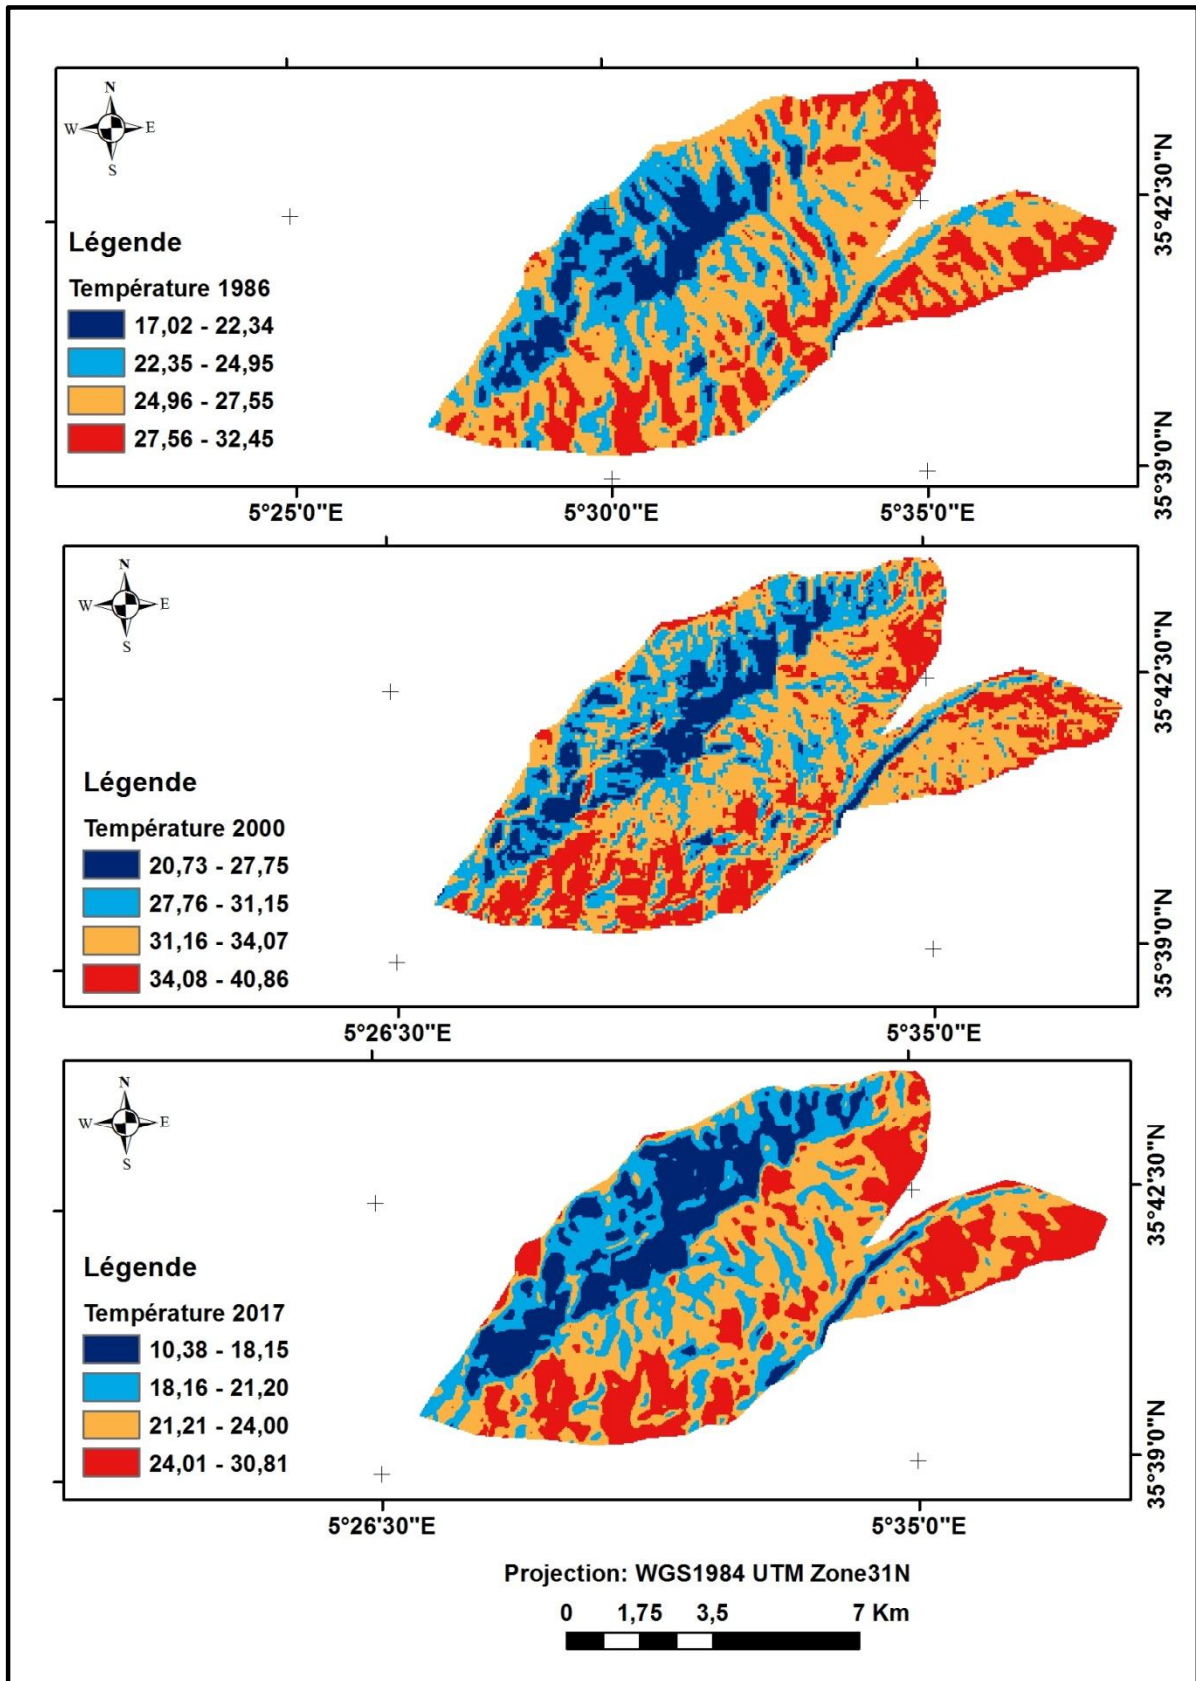 N
W E
S
Légende
Température 1986
17,02 - 22,34
22,35 - 24,95
24,96 - 27,55
27,56 - 32,45
35°42'30"N
35°39'0"N
5°25'0"E 5°30'0"E 5°35'0"E
N
W E
S
Légende
Température 2000
20,73 - 27,75
27,76 - 31,15
31,16 - 34,07
34,08 - 40,86
35°42'30"N
35°39'0"N
5°26'30"E 5°35'0"E
N
W E
S
Légende
Température 2017
10,38 - 18,15
18,16 - 21,20
21,21 - 24,00
24,01 - 30,81
35°42'30"N
35°39'0"N
5°26'30"E 5°35'0"E
Projection: WGS1984 UTM Zone31N
0 1,75 3,5 7 Km